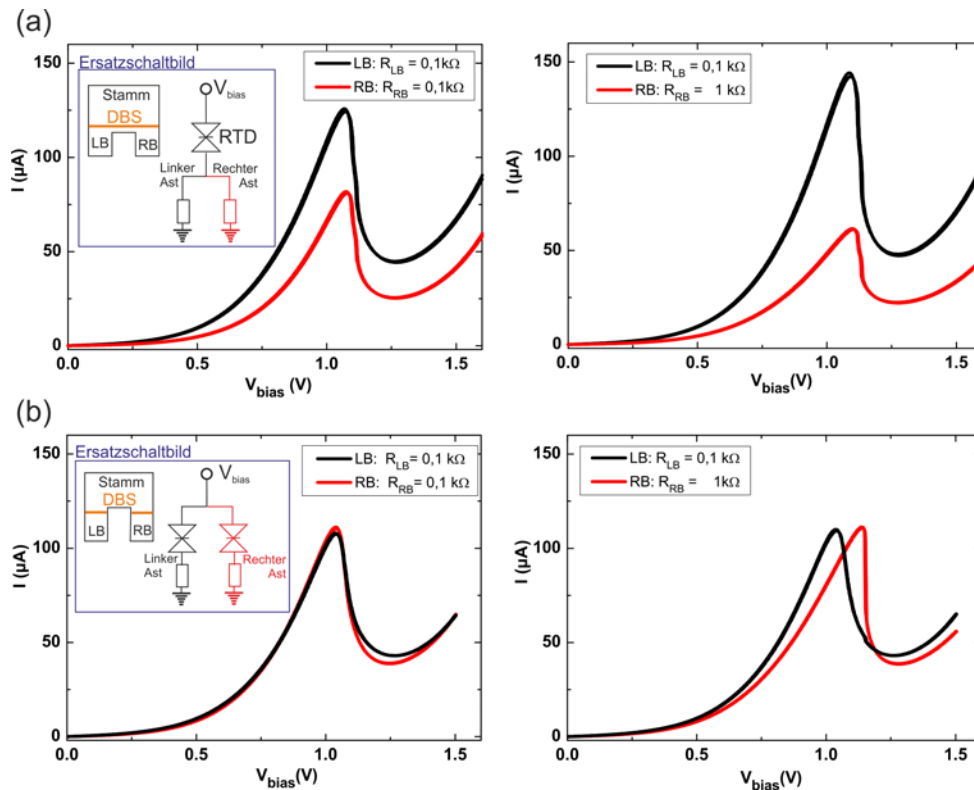 (a)
Ersatzschaltbild
Stamm
DBS
LB RB
V_bias
RTD
Linker Ast
Rechter Ast
LB: R_LB = 0,1kΩ
RB: R_RB = 0,1kΩ
I (µA)
150
100
50
0
0.0 0.5 1.0 1.5
V_bias (V)
LB: R_LB = 0,1 kΩ
RB: R_RB = 1 kΩ
I (µA)
150
100
50
0
0.0 0.5 1.0 1.5
V_bias(V)
(b)
Ersatzschaltbild
Stamm
DBS
LB RB
V_bias
Linker Ast
Rechter Ast
LB: R_LB = 0,1 kΩ
RB: R_RB = 0,1 kΩ
I (µA)
150
100
50
0
0.0 0.5 1.0 1.5
V_bias(V)
LB: R_LB = 0,1 kΩ
RB: R_RB = 1kΩ
I (µA)
150
100
50
0
0.0 0.5 1.0 1.5
V_bias(V)